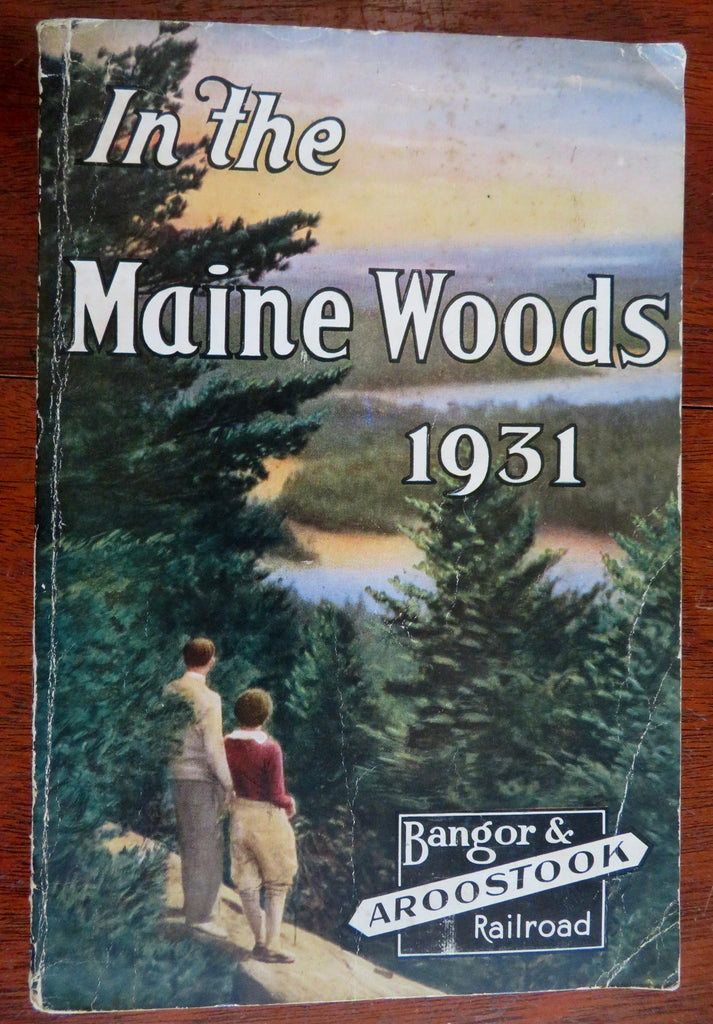 In the
Maine Woods
1931
Bangor &
AROOSTOOK
Railroad